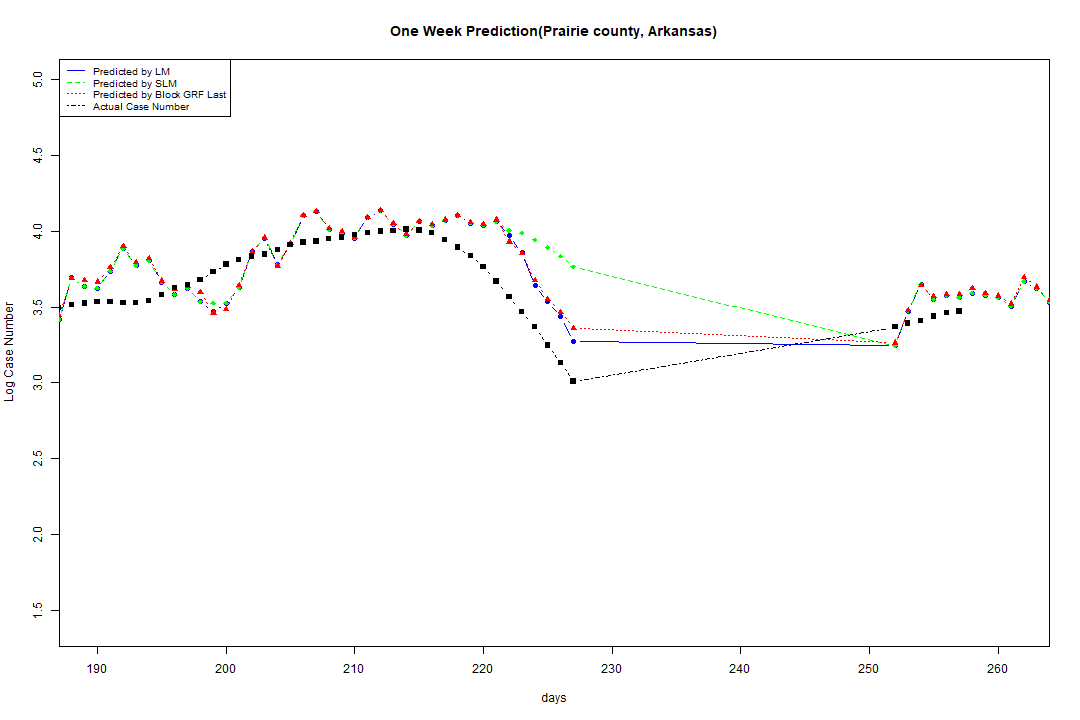 One Week Prediction(Prairie county, Arkansas)
Predicted by LM
Predicted by SLM
Predicted by Block GRF Last
Actual Case Number
5.0
4.5
4.0
3.5
3.0
2.5
2.0
1.5
Log Case Number
190 200 210 220 230 240 250 260
days